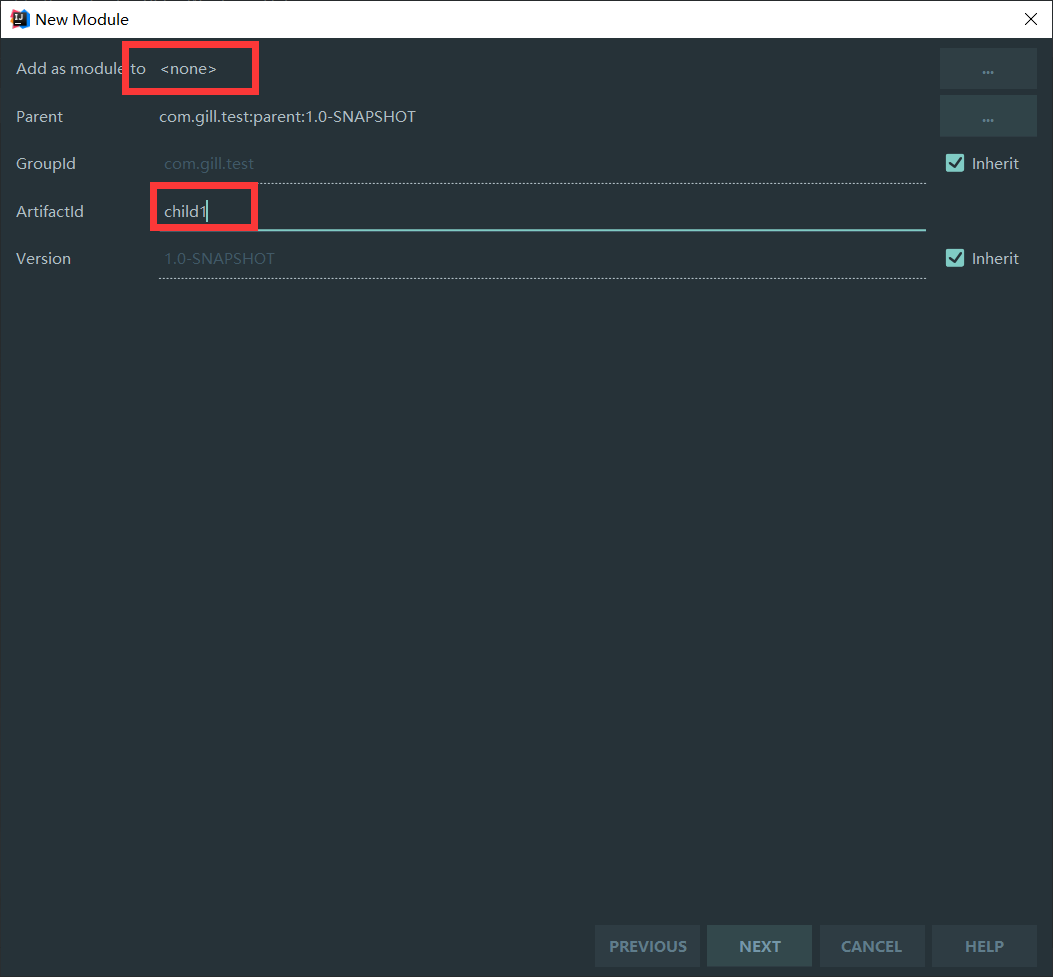 New Module
Add as module to <none> ...
Parent com.gill.test:parent:1.0-SNAPSHOT ...
GroupId com.gill.test Inherit
ArtifactId child1
Version 1.0-SNAPSHOT Inherit
PREVIOUS NEXT CANCEL HELP